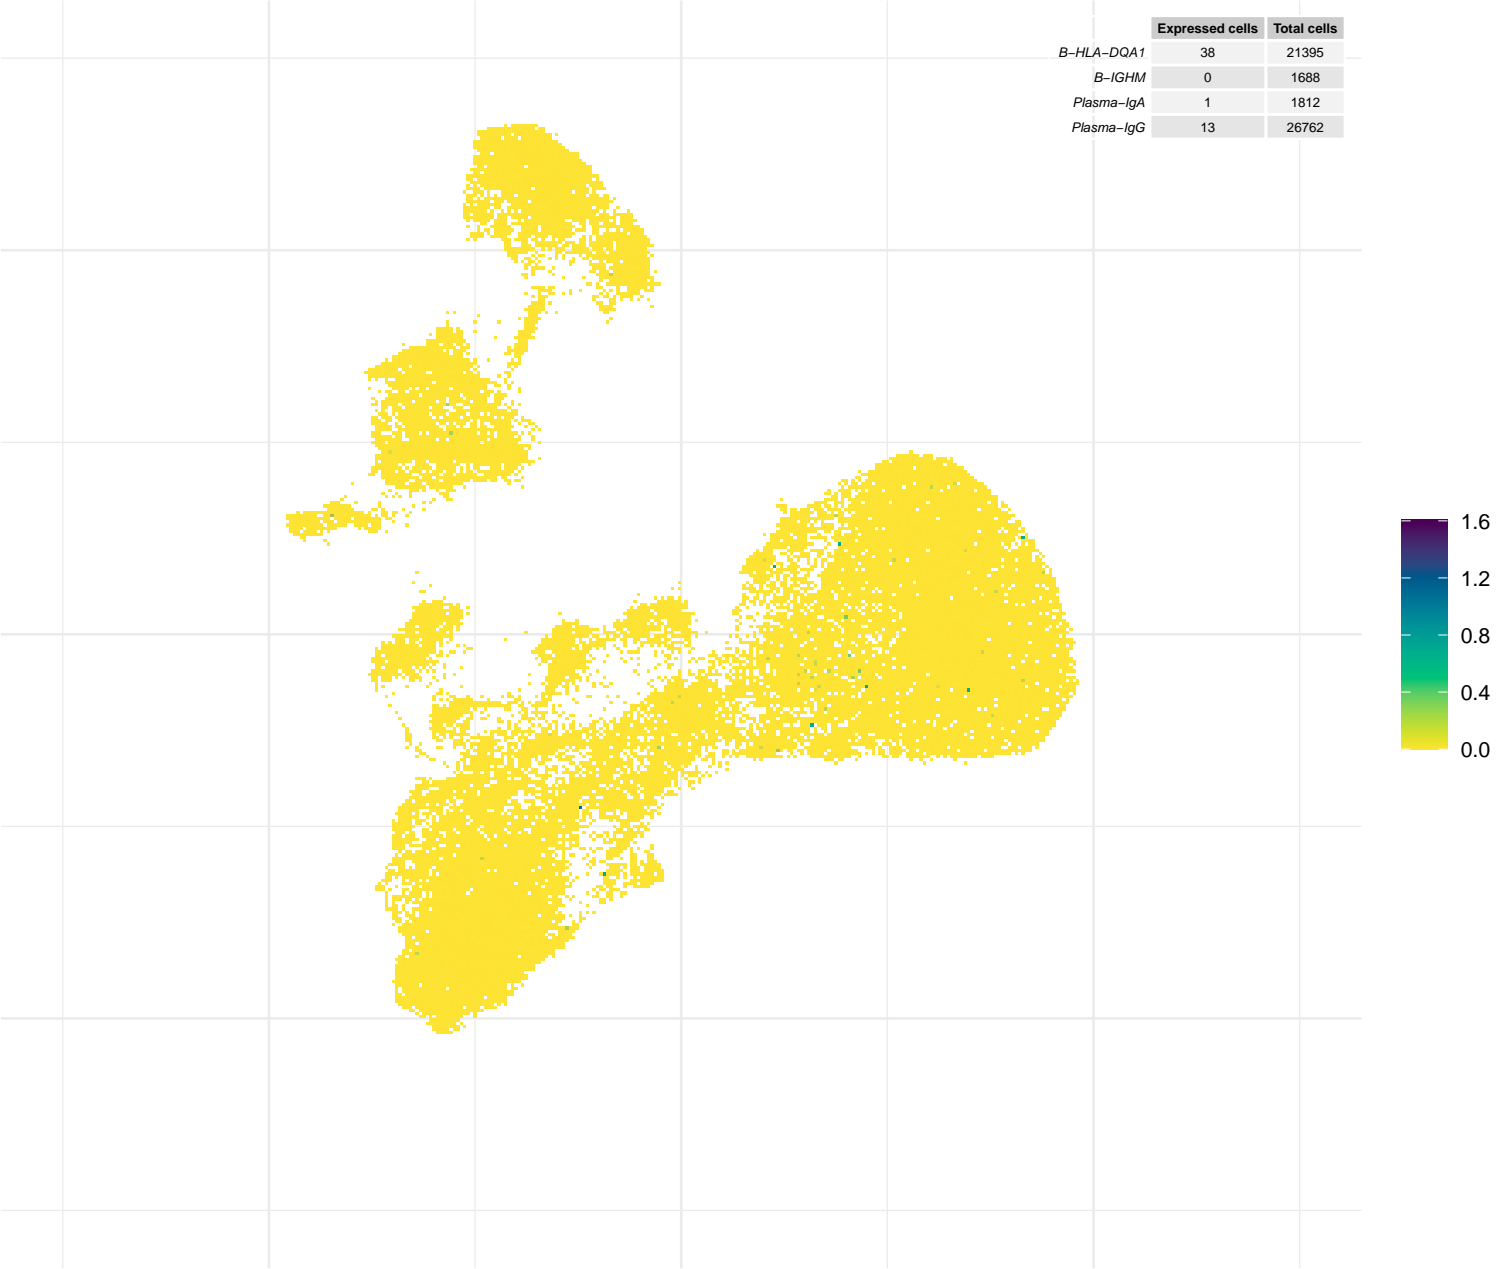 Expressed cells Total cells
B−HLA−DQA1 38 21395
B−IGHM 0 1688
Plasma−IgA 1 1812
Plasma−IgG 13 26762
1.6
1.2
0.8
0.4
0.0